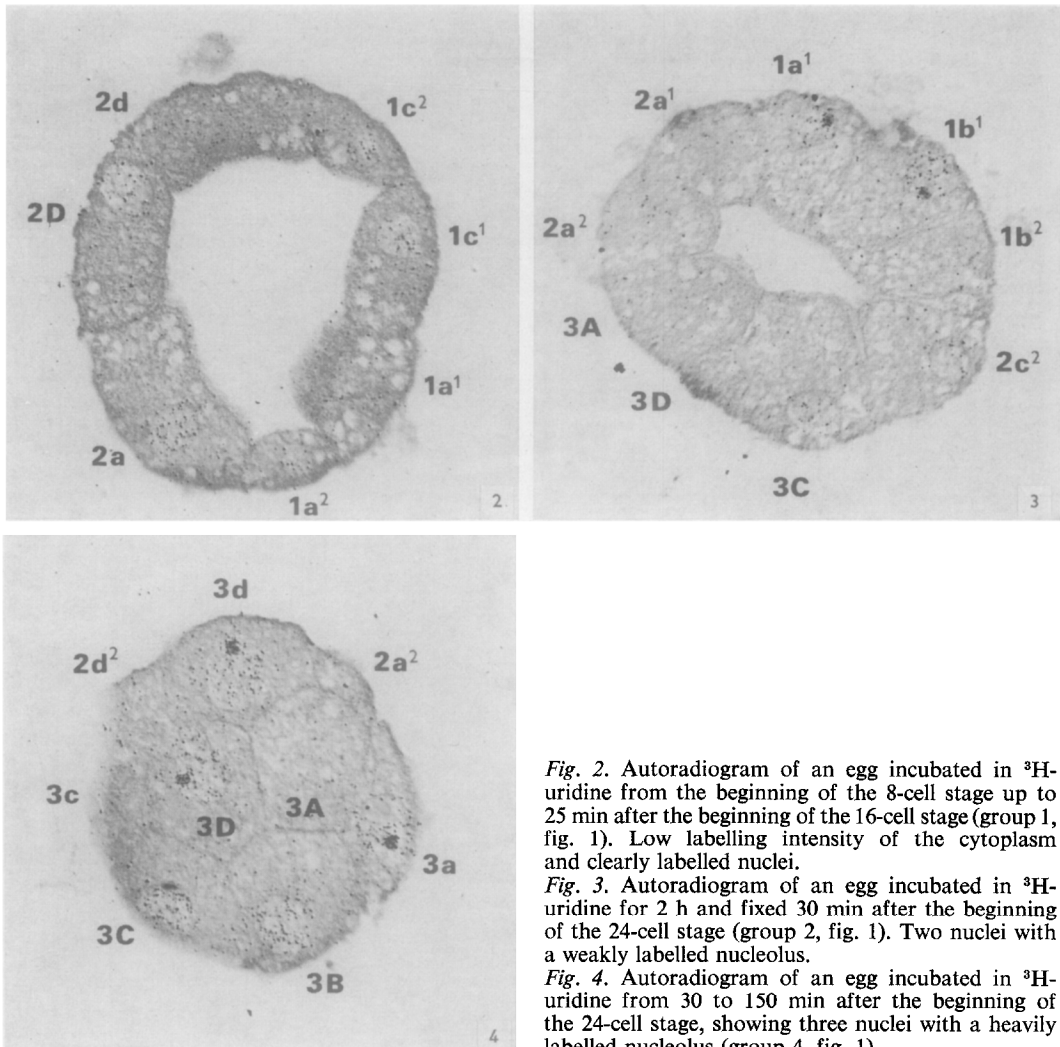 2d
1c²
2D
1c¹
1a¹
2a
1a²
2
1a¹
2a¹
1b¹
2a²
1b²
3A
2c²
3D
3C
3
3d
2d²
2a²
3c
3A
3D
3a
3C
3B
4
Fig. 2. Autoradiogram of an egg incubated in ³H-
uridine from the beginning of the 8-cell stage up to
25 min after the beginning of the 16-cell stage (group 1,
fig. 1). Low labelling intensity of the cytoplasm
and clearly labelled nuclei.
Fig. 3. Autoradiogram of an egg incubated in ³H-
uridine for 2 h and fixed 30 min after the beginning
of the 24-cell stage (group 2, fig. 1). Two nuclei with
a weakly labelled nucleolus.
Fig. 4. Autoradiogram of an egg incubated in ³H-
uridine from 30 to 150 min after the beginning of
the 24-cell stage, showing three nuclei with a heavily
labelled nucleolus (group 4, fig. 1).